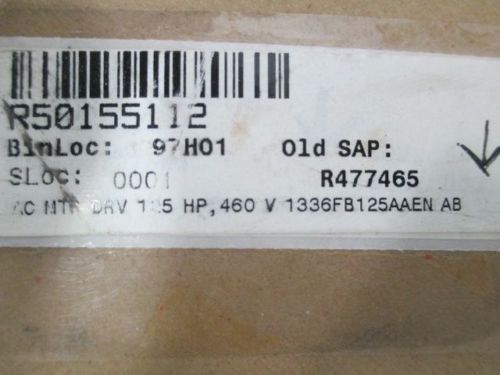 R50155112
BinLoc: 97H01 Old SAP:
SLoc: 0001 R477465
AC MTR DRV 125 HP,460 V 1336FB125AAEN AB